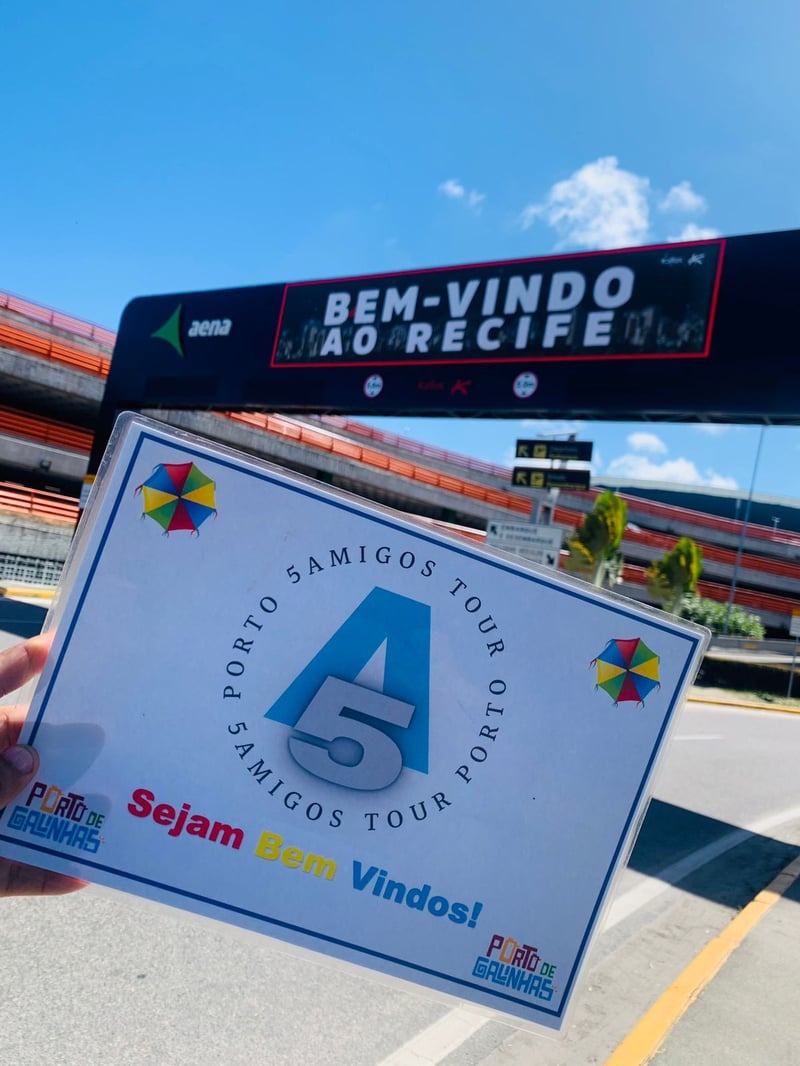 aena
BEM-VINDO
AO RECIFE
5AMIGOS TOUR PORTO
5AMIGOS TOUR PORTO
A5
Sejam Bem Vindos!
PORTO DE
GALINHAS
PORTO DE
GALINHAS